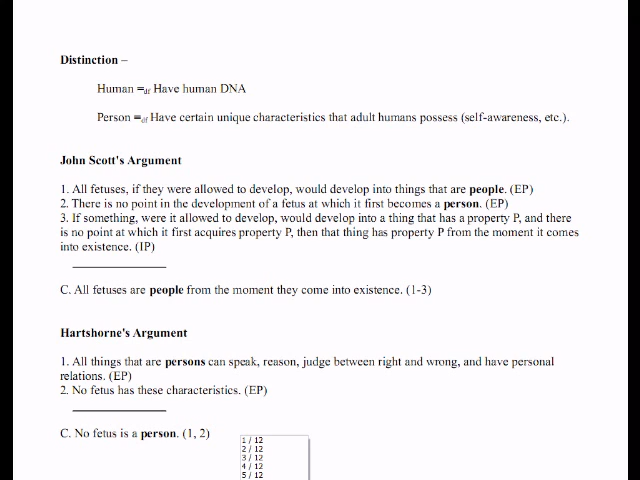 Distinction –
Human =df Have human DNA
Person =df Have certain unique characteristics that adult humans possess (self-awareness, etc.).
John Scott's Argument
1. All fetuses, if they were allowed to develop, would develop into things that are people. (EP)
2. There is no point in the development of a fetus at which it first becomes a person. (EP)
3. If something, were it allowed to develop, would develop into a thing that has a property P, and there
is no point at which it first acquires property P, then that thing has property P from the moment it comes
into existence. (IP)
C. All fetuses are people from the moment they come into existence. (1-3)
Hartshorne's Argument
1. All things that are persons can speak, reason, judge between right and wrong, and have personal
relations. (EP)
2. No fetus has these characteristics. (EP)
C. No fetus is a person. (1, 2)
1 / 12
2 / 12
3 / 12
4 / 12
5 / 12